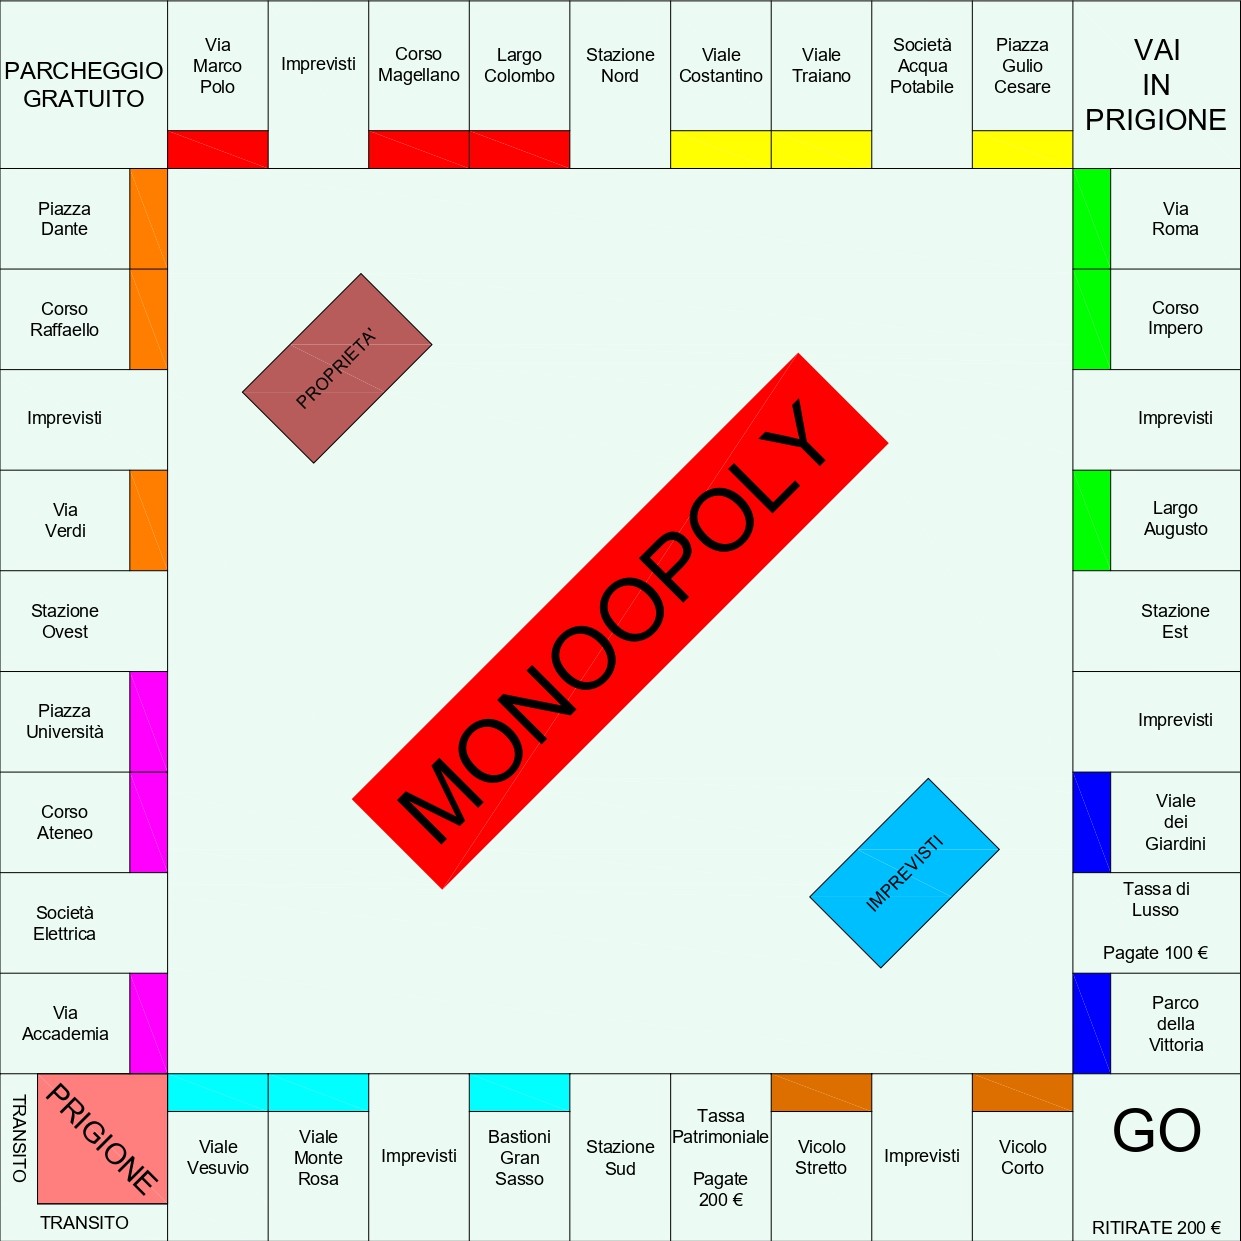 PARCHEGGIO
GRATUITO
Via
Marco
Polo
Imprevisti
Corso
Magellano
Largo
Colombo
Stazione
Nord
Viale
Costantino
Viale
Traiano
Società
Acqua
Potabile
Piazza
Gulio
Cesare
VAI
IN
PRIGIONE
Piazza
Dante
Corso
Raffaello
Imprevisti
Via
Verdi
Stazione
Ovest
Piazza
Università
Corso
Ateneo
Società
Elettrica
Via
Accademia
PROPRIETA'
MONOOPOLY
IMPREVISTI
Via
Roma
Corso
Impero
Imprevisti
Largo
Augusto
Stazione
Est
Imprevisti
Viale
dei
Giardini
Tassa di
Lusso
Pagate 100 €
Parco
della
Vittoria
TRANSITO
PRIGIONE
TRANSITO
Viale
Vesuvio
Viale
Monte
Rosa
Imprevisti
Bastioni
Gran
Sasso
Stazione
Sud
Tassa
Patrimoniale
Pagate
200 €
Vicolo
Stretto
Imprevisti
Vicolo
Corto
GO
RITIRATE 200 €